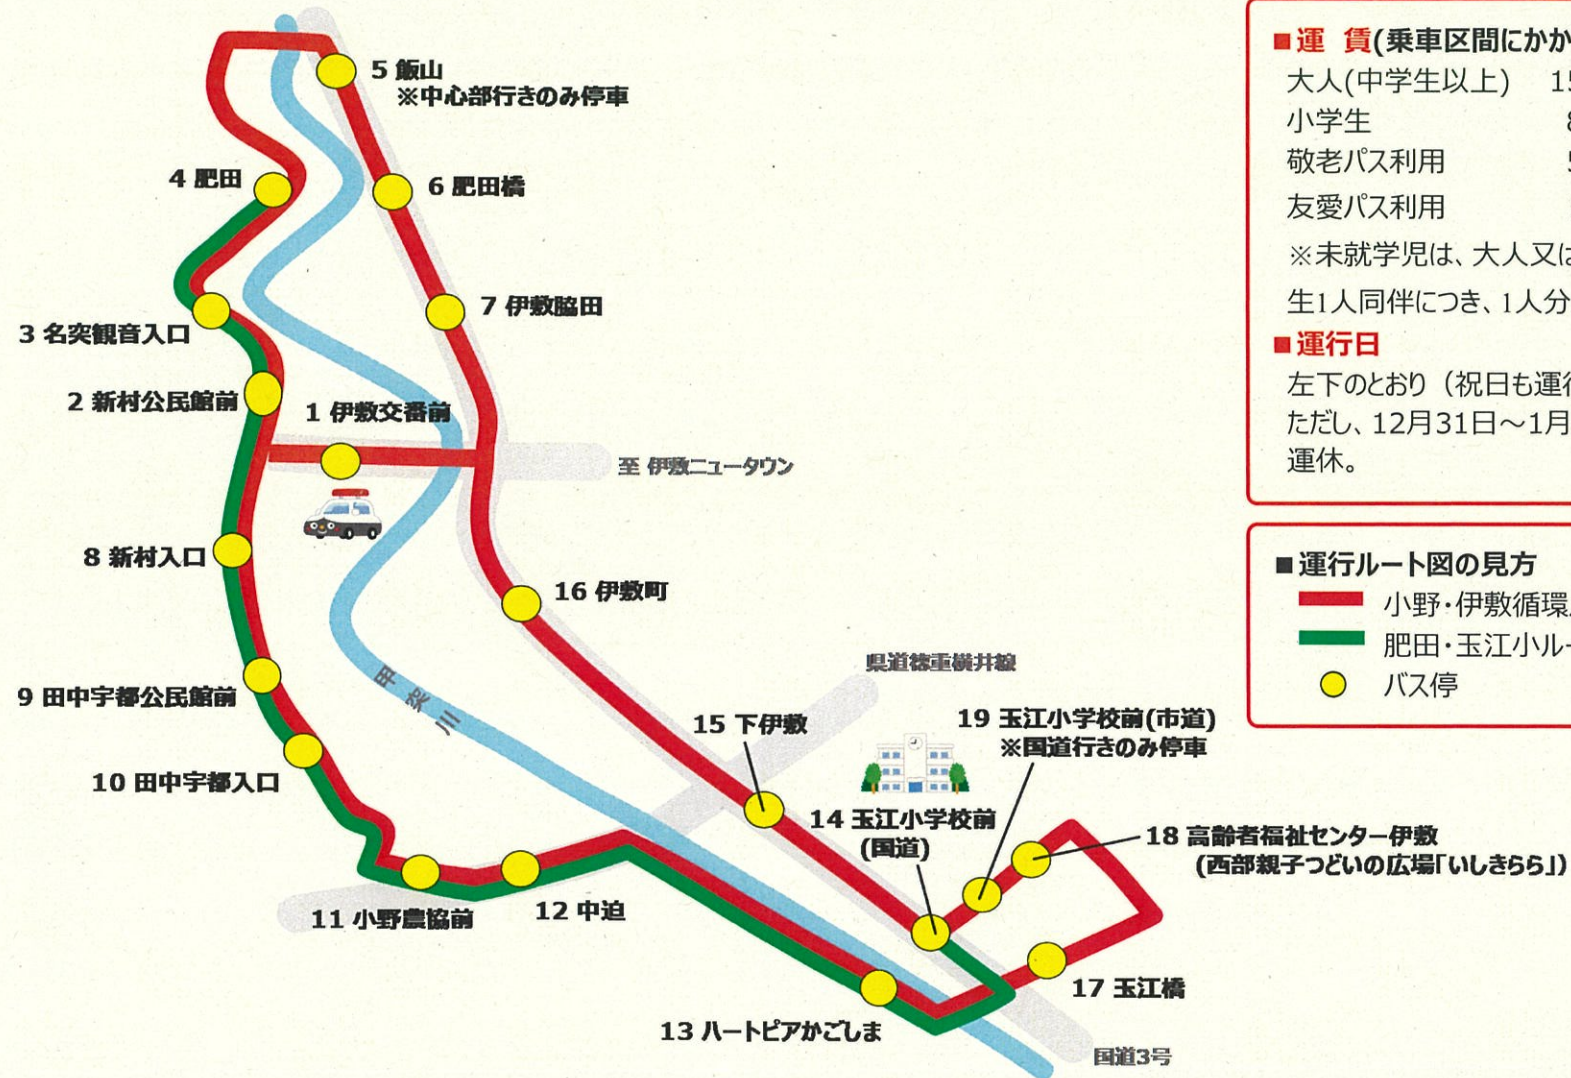 5 飯山
※中心部行きのみ停車
4 肥田
6 肥田橋
7 伊敷脇田
3 名突観音入口
2 新村公民館前
1 伊敷交番前
至 伊敷ニュータウン
8 新村入口
16 伊敷町
9 田中宇都公民館前
甲突川
県道徳重横井線
10 田中宇都入口
15 下伊敷
19 玉江小学校前(市道)
※国道行きのみ停車
14 玉江小学校前
(国道)
18 高齢者福祉センター伊敷
(西部親子つどいの広場「いしきらら」)
11 小野農協前
12 中迫
17 玉江橋
13 ハートピアかごしま
国道3号
■運 賃(乗車区間にかか
大人(中学生以上) 15
小学生
敬老パス利用
友愛パス利用
※未就学児は、大人又は
生1人同伴につき、1人分
■運行日
左下のとおり（祝日も運行
ただし、12月31日～1月
運休。
■運行ルート図の見方
小野・伊敷循環
肥田・玉江小ルー
バス停